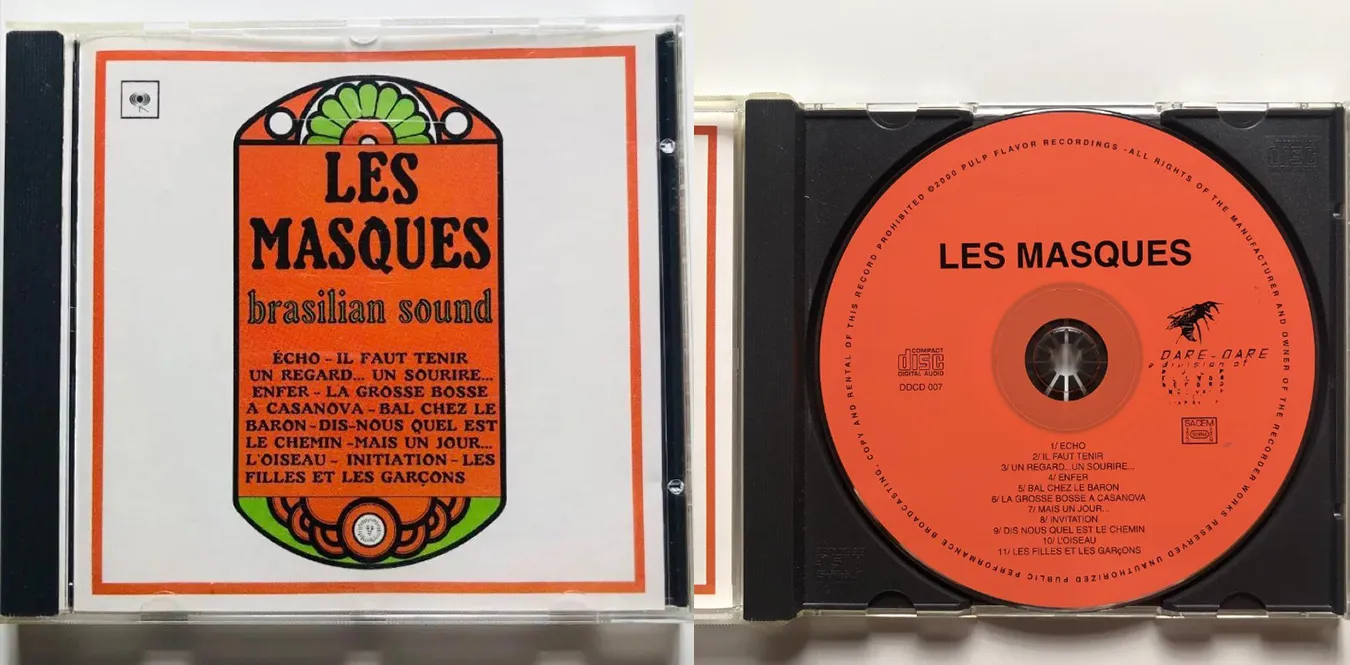 LES
MASQUES
brasilian sound
ÉCHO - IL FAUT TENIR
UN REGARD... UN SOURIRE...
ENFER - LA GROSSE BOSSE
A CASANOVA - BAL CHEZ LE
BARON - DIS-NOUS QUEL EST
LE CHEMIN - MAIS UN JOUR...
L'OISEAU - INITIATION - LES
FILLES ET LES GARÇONS
©2000 PULP FLAVOR RECORDINGS - ALL RIGHTS OF THE MANUFACTURER AND OWNER OF THE RECORDER WORKS RESERVED UNAUTHORIZED PUBLIC PERFORMANCE BROADCASTING, COPY AND RENTAL OF THIS RECORD PROHIBITED
LES MASQUES
COMPACT
disc
DIGITAL AUDIO
DDCD 007
DARE-DARE
a division of
SACEM
1/ ECHO
2/ IL FAUT TENIR
3/ UN REGARD...UN SOURIRE...
4/ ENFER
5/ BAL CHEZ LE BARON
6/ LA GROSSE BOSSE A CASANOVA
7/ MAIS UN JOUR...
8/ INVITATION
9/ DIS NOUS QUEL EST LE CHEMIN
10/ L'OISEAU
11/ LES FILLES ET LES GARçONS